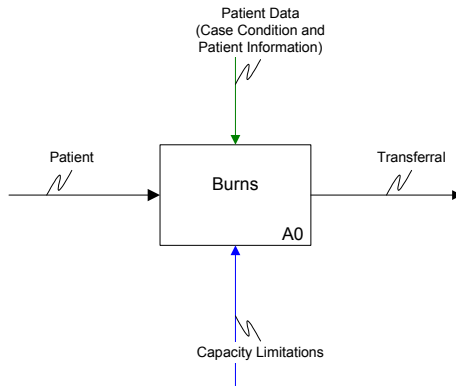 Patient Data
(Case Condition and
Patient Information)
Patient
Transferral
Burns
A0
Capacity Limitations